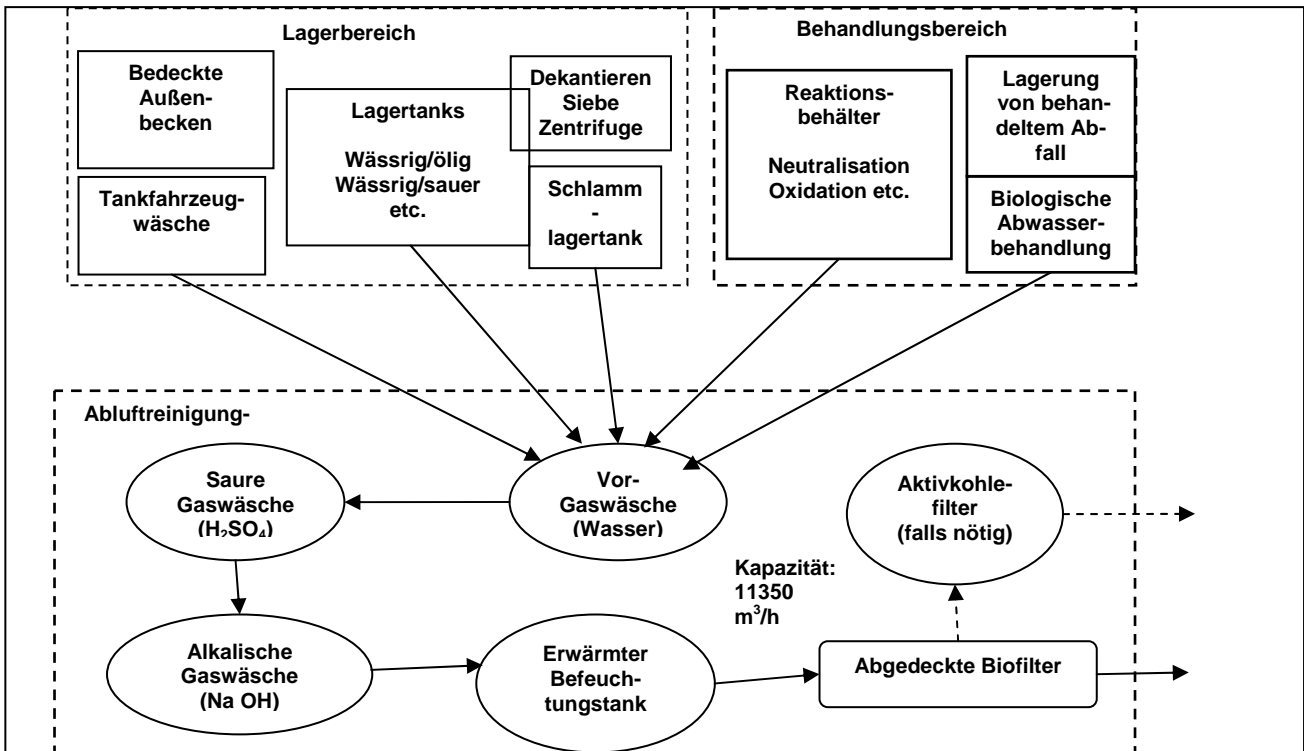 Lagerbereich
Behandlungsbereich
Bedeckte
Außen-
becken
Lagertanks
Wässrig/ölig
Wässrig/sauer
etc.
Dekantieren
Siebe
Zentrifuge
Tankfahrzeug-
wäsche
Schlamm
-
lagertank
Reaktions-
behälter
Neutralisation
Oxidation etc.
Lagerung
von behan-
deltem Ab-
fall
Biologische
Abwasser-
behandlung
Abluftreinigung-
Saure
Gaswäsche
(H₂SO₄)
Vor-
Gaswäsche
(Wasser)
Aktivkohle-
filter
(falls nötig)
Kapazität:
11350
m³/h
Alkalische
Gaswäsche
(Na OH)
Erwärmter
Befeuch-
tungstank
Abgedeckte Biofilter